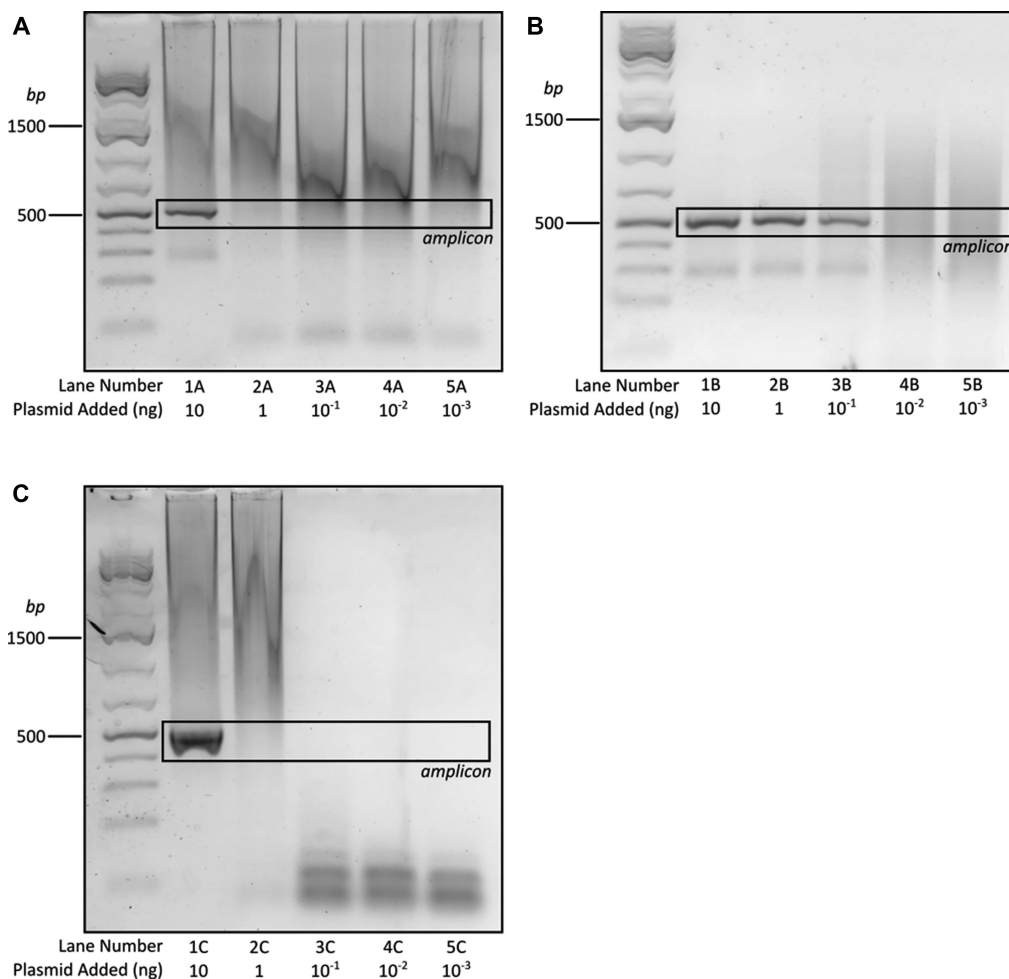 A
bp
1500
500
amplicon
Lane Number 1A 2A 3A 4A 5A
Plasmid Added (ng) 10 1 10⁻¹ 10⁻² 10⁻³
B
bp
1500
500
amplicon
Lane Number 1B 2B 3B 4B 5B
Plasmid Added (ng) 10 1 10⁻¹ 10⁻² 10⁻³
C
bp
1500
500
amplicon
Lane Number 1C 2C 3C 4C 5C
Plasmid Added (ng) 10 1 10⁻¹ 10⁻² 10⁻³